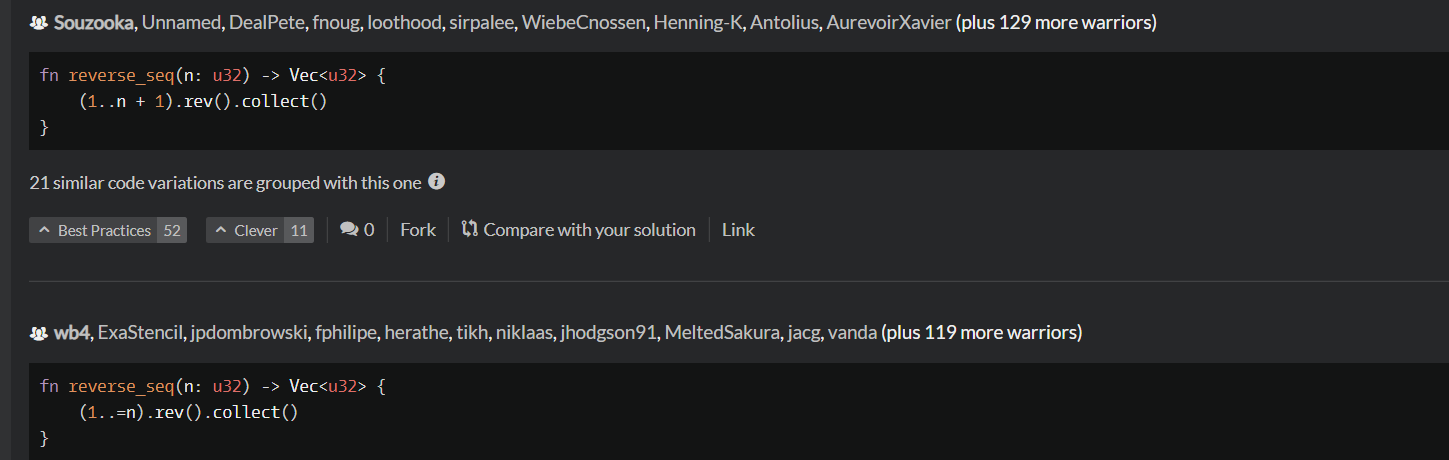 Souzooka, Unnamed, DealPete, fnoug, loothood, sirpalee, WiebeCnossen, Henning-K, Antolius, AurevoirXavier (plus 129 more warriors)
fn reverse_seq(n: u32) -> Vec<u32> {
    (1..n + 1).rev().collect()
}
21 similar code variations are grouped with this one
Best Practices 52 Clever 11 0 Fork Compare with your solution Link
wb4, ExaStencil, jpdombrowski, fphilipe, herathe, tikh, niklaas, jhodgson91, MeltedSakura, jacg, vanda (plus 119 more warriors)
fn reverse_seq(n: u32) -> Vec<u32> {
    (1..=n).rev().collect()
}